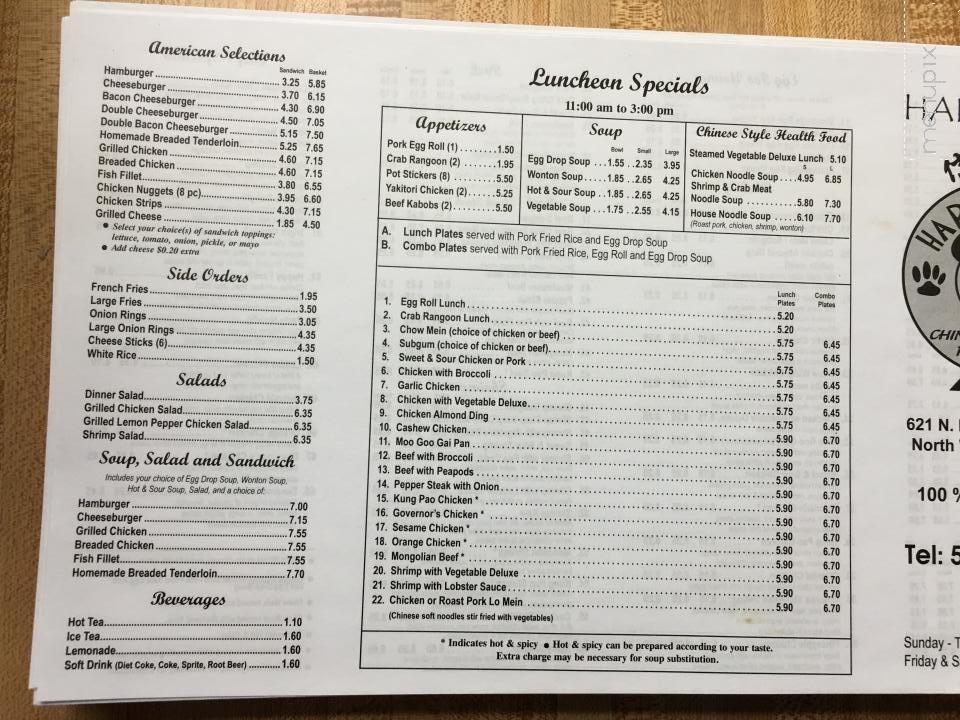 American Selections
Sandwich Basket
Hamburger 3.25 5.85
Cheeseburger 3.70 6.15
Bacon Cheeseburger 4.30 6.90
Double Cheeseburger 4.50 7.05
Double Bacon Cheeseburger 5.15 7.50
Homemade Breaded Tenderloin 5.25 7.65
Grilled Chicken 4.60 7.15
Breaded Chicken 4.60 7.15
Fish Fillet 3.80 6.55
Chicken Nuggets (8 pc) 3.95 6.60
Chicken Strips 4.30 7.15
Grilled Cheese 1.85 4.50
● Select your choice(s) of sandwich toppings:
lettuce, tomato, onion, pickle, or mayo
● Add cheese $0.20 extra
Side Orders
French Fries 1.95
Large Fries 3.50
Onion Rings 3.05
Large Onion Rings 4.35
Cheese Sticks (6) 4.35
White Rice 1.50
Salads
Dinner Salad 3.75
Grilled Chicken Salad 6.35
Grilled Lemon Pepper Chicken Salad 6.35
Shrimp Salad 6.35
Soup, Salad and Sandwich
Includes your choice of Egg Drop Soup, Wonton Soup,
Hot & Sour Soup, Salad, and a choice of:
Hamburger 7.00
Cheeseburger 7.15
Grilled Chicken 7.55
Breaded Chicken 7.55
Fish Fillet 7.55
Homemade Breaded Tenderloin 7.70
Beverages
Hot Tea 1.10
Ice Tea 1.60
Lemonade 1.60
Soft Drink (Diet Coke, Coke, Sprite, Root Beer) 1.60
Luncheon Specials
11:00 am to 3:00 pm
Appetizers
Pork Egg Roll (1) 1.50
Crab Rangoon (2) 1.95
Pot Stickers (8) 5.50
Yakitori Chicken (2) 5.25
Beef Kabobs (2) 5.50
Soup
Bowl Small Large
Egg Drop Soup 1.55 2.35 3.95
Wonton Soup 1.85 2.65 4.25
Hot & Sour Soup 1.85 2.65 4.25
Vegetable Soup 1.75 2.55 4.15
Chinese Style Health Food
Steamed Vegetable Deluxe Lunch 5.10
S L
Chicken Noodle Soup 4.95 6.85
Shrimp & Crab Meat
Noodle Soup 5.80 7.30
House Noodle Soup 6.10 7.70
(Roast pork, chicken, shrimp, wonton)
A. Lunch Plates served with Pork Fried Rice and Egg Drop Soup
B. Combo Plates served with Pork Fried Rice, Egg Roll and Egg Drop Soup
Lunch Plates Combo Plates
1. Egg Roll Lunch 5.20
2. Crab Rangoon Lunch 5.20
3. Chow Mein (choice of chicken or beef) 5.75 6.45
4. Subgum (choice of chicken or beef) 5.75 6.45
5. Sweet & Sour Chicken or Pork 5.75 6.45
6. Chicken with Broccoli 5.75 6.45
7. Garlic Chicken 5.75 6.45
8. Chicken with Vegetable Deluxe 5.75 6.45
9. Chicken Almond Ding 5.75 6.45
10. Cashew Chicken 5.90 6.70
11. Moo Goo Gai Pan 5.90 6.70
12. Beef with Broccoli 5.90 6.70
13. Beef with Peapods 5.90 6.70
14. Pepper Steak with Onion 5.90 6.70
15. Kung Pao Chicken * 5.90 6.70
16. Governor's Chicken * 5.90 6.70
17. Sesame Chicken * 5.90 6.70
18. Orange Chicken * 5.90 6.70
19. Mongolian Beef * 5.90 6.70
20. Shrimp with Vegetable Deluxe 5.90 6.70
21. Shrimp with Lobster Sauce 5.90 6.70
22. Chicken or Roast Pork Lo Mein 5.90 6.70
(Chinese soft noodles stir fried with vegetables)
* Indicates hot & spicy ● Hot & spicy can be prepared according to your taste.
Extra charge may be necessary for soup substitution.
HA
HAP
CHIN
621 N.
North
100 %
Tel: 5
Sunday - T
Friday & S
menupix